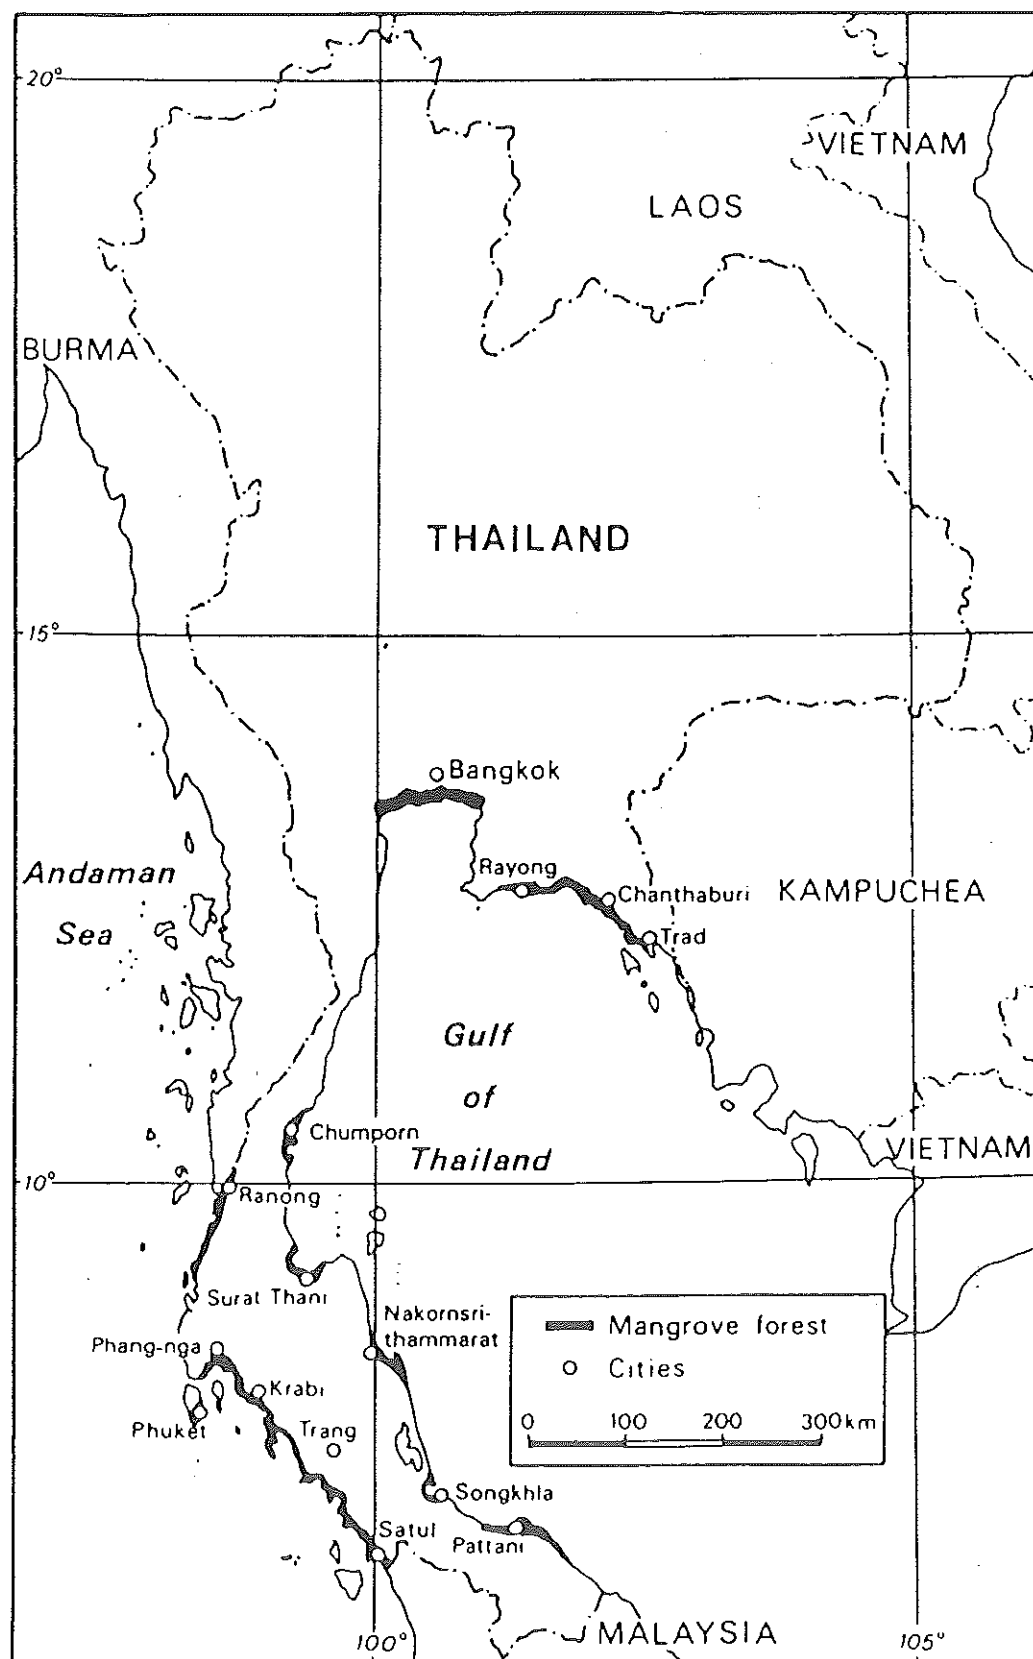 20°
VIETNAM
LAOS
BURMA
THAILAND
15°
Bangkok
Andaman
Sea
Rayong
Chanthaburi
KAMPUCHEA
Trad
Gulf
of
Thailand
Chumporn
VIETNAM
10°
Ranong
Surat Thani
Nakornsri-
thammarat
Mangrove forest
Cities
0 100 200 300km
Phang-nga
Krabi
Phuket
Trang
Songkhla
Satul
Pattani
MALAYSIA
100°
105°